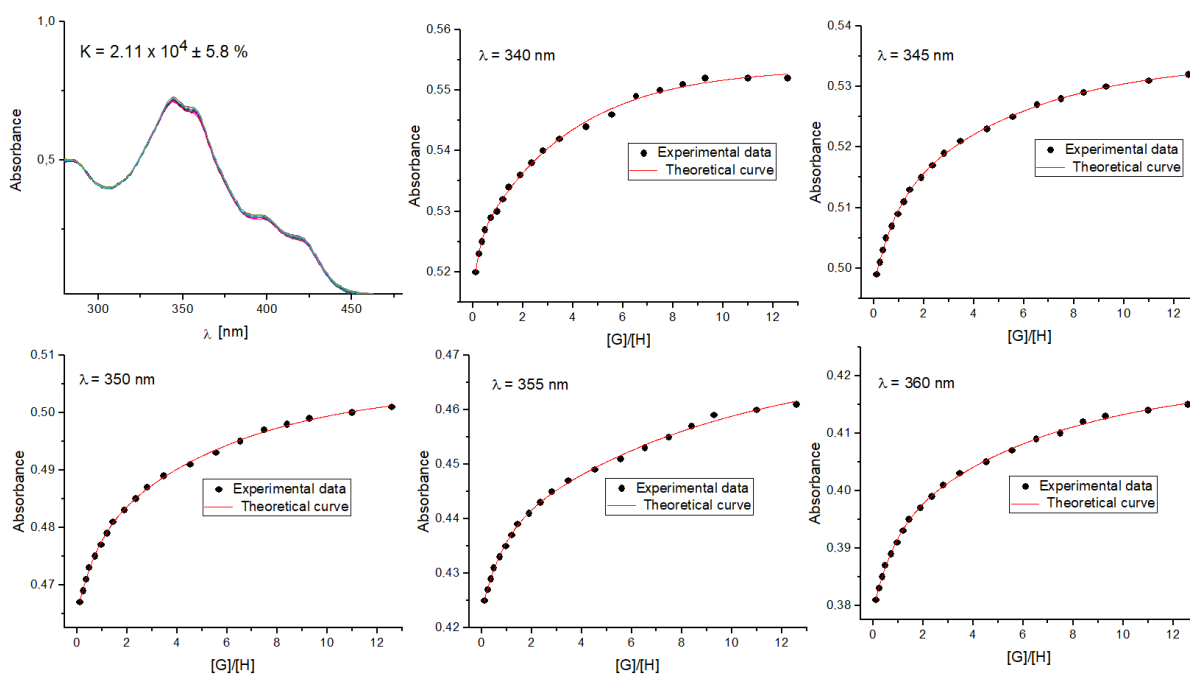 K = 2.11 x 10⁴ ± 5.8 %
Absorbance
1,0
0,5
300
350
400
450
λ [nm]
λ = 340 nm
Absorbance
0.56
0.55
0.54
0.53
0.52
Experimental data
Theoretical curve
0 2 4 6 8 10 12
[G]/[H]
λ = 345 nm
Absorbance
0.54
0.53
0.52
0.51
0.50
Experimental data
Theoretical curve
0 2 4 6 8 10 12
[G]/[H]
λ = 350 nm
Absorbance
0.51
0.50
0.49
0.48
0.47
Experimental data
Theoretical curve
0 2 4 6 8 10 12
[G]/[H]
λ = 355 nm
Absorbance
0.47
0.46
0.45
0.44
0.43
0.42
Experimental data
Theoretical curve
0 2 4 6 8 10 12
[G]/[H]
λ = 360 nm
Absorbance
0.42
0.41
0.40
0.39
0.38
Experimental data
Theoretical curve
0 2 4 6 8 10 12
[G]/[H]